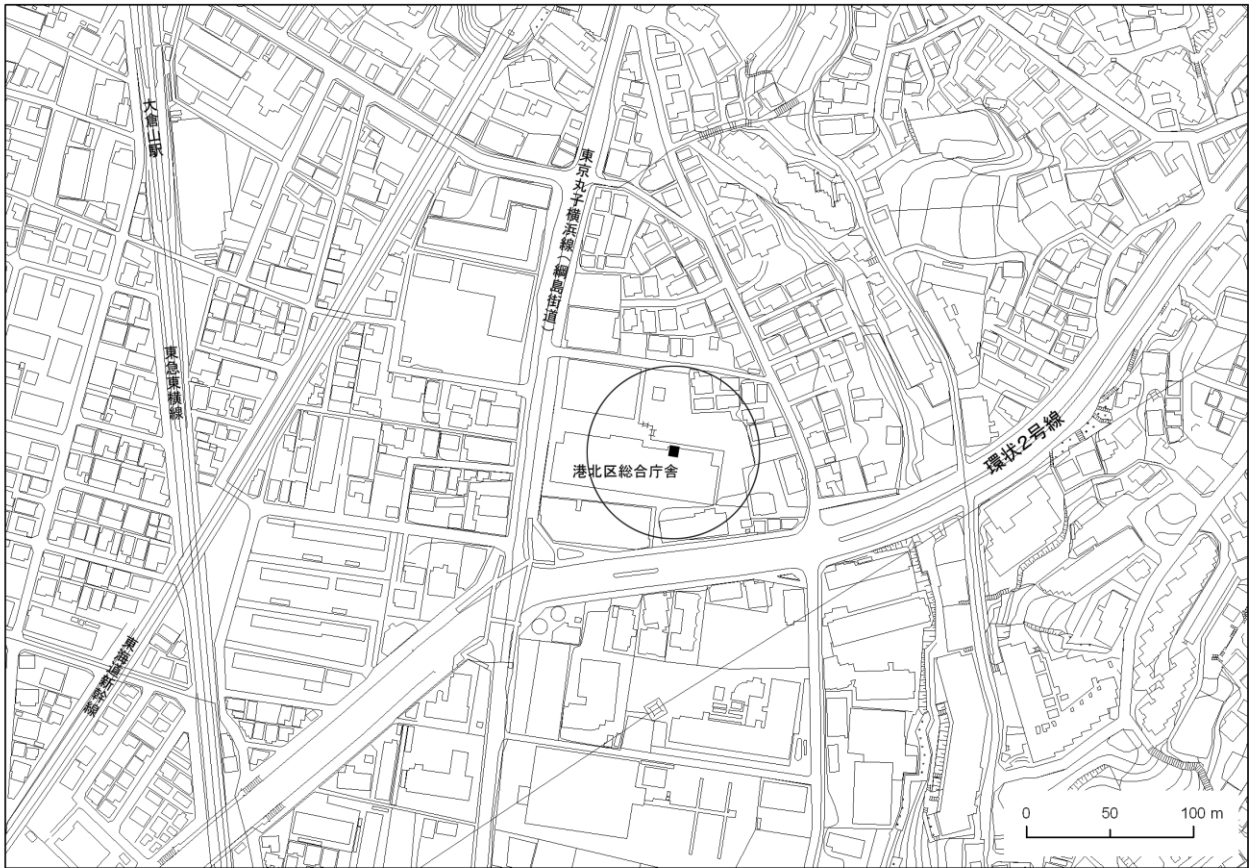 大倉山駅
東京丸子横浜線（綱島街道）
東急東横線
環状2号線
港北区総合庁舎
東海道新幹線
0 50 100 m